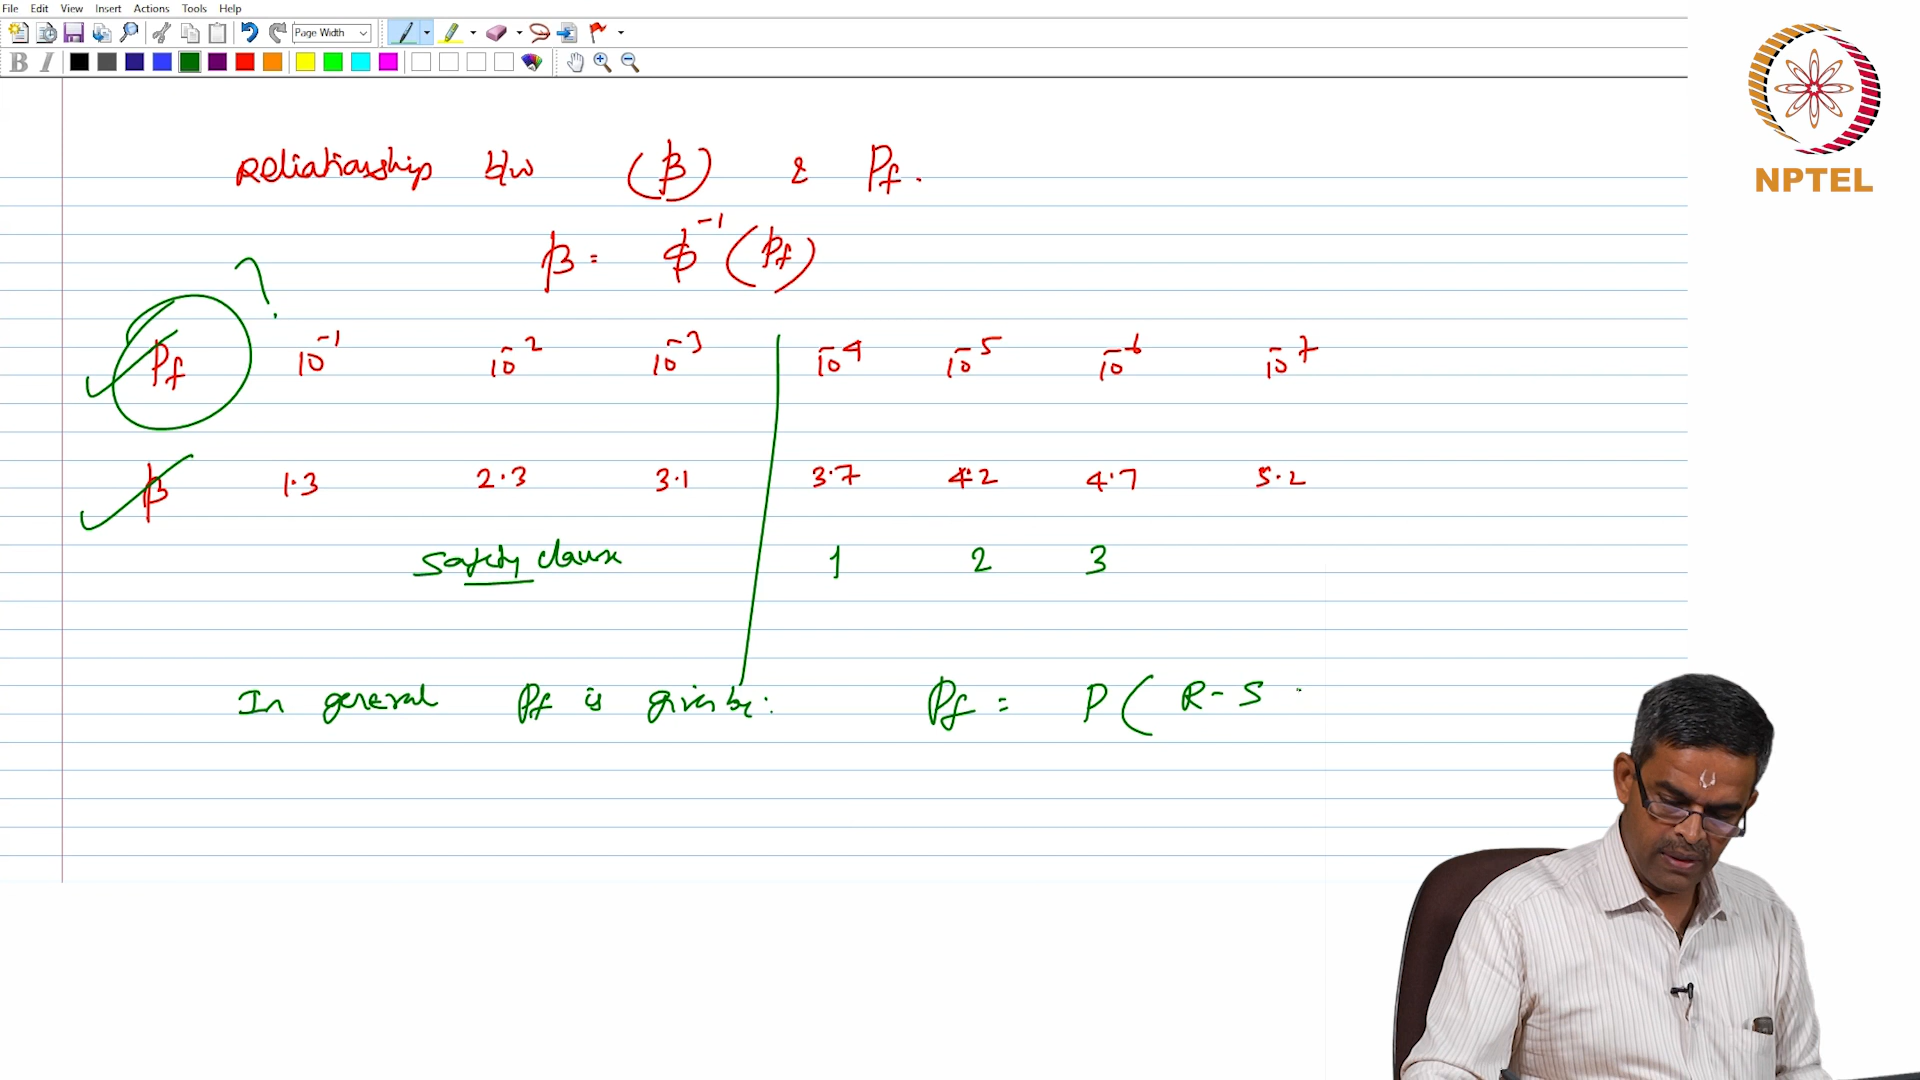 File Edit View Insert Actions Tools Help
Page Width
B I
NPTEL
Relationship b/w (β) & Pf.
β = ϕ⁻¹ (Pf)
?
Pf 10⁻¹ 10⁻² 10⁻³ 10⁻⁴ 10⁻⁵ 10⁻⁶ 10⁻⁷
β 1.3 2.3 3.1 3.7 4.2 4.7 5.2
Safety clause 1 2 3
In general Pf is given by: Pf = P( R-S